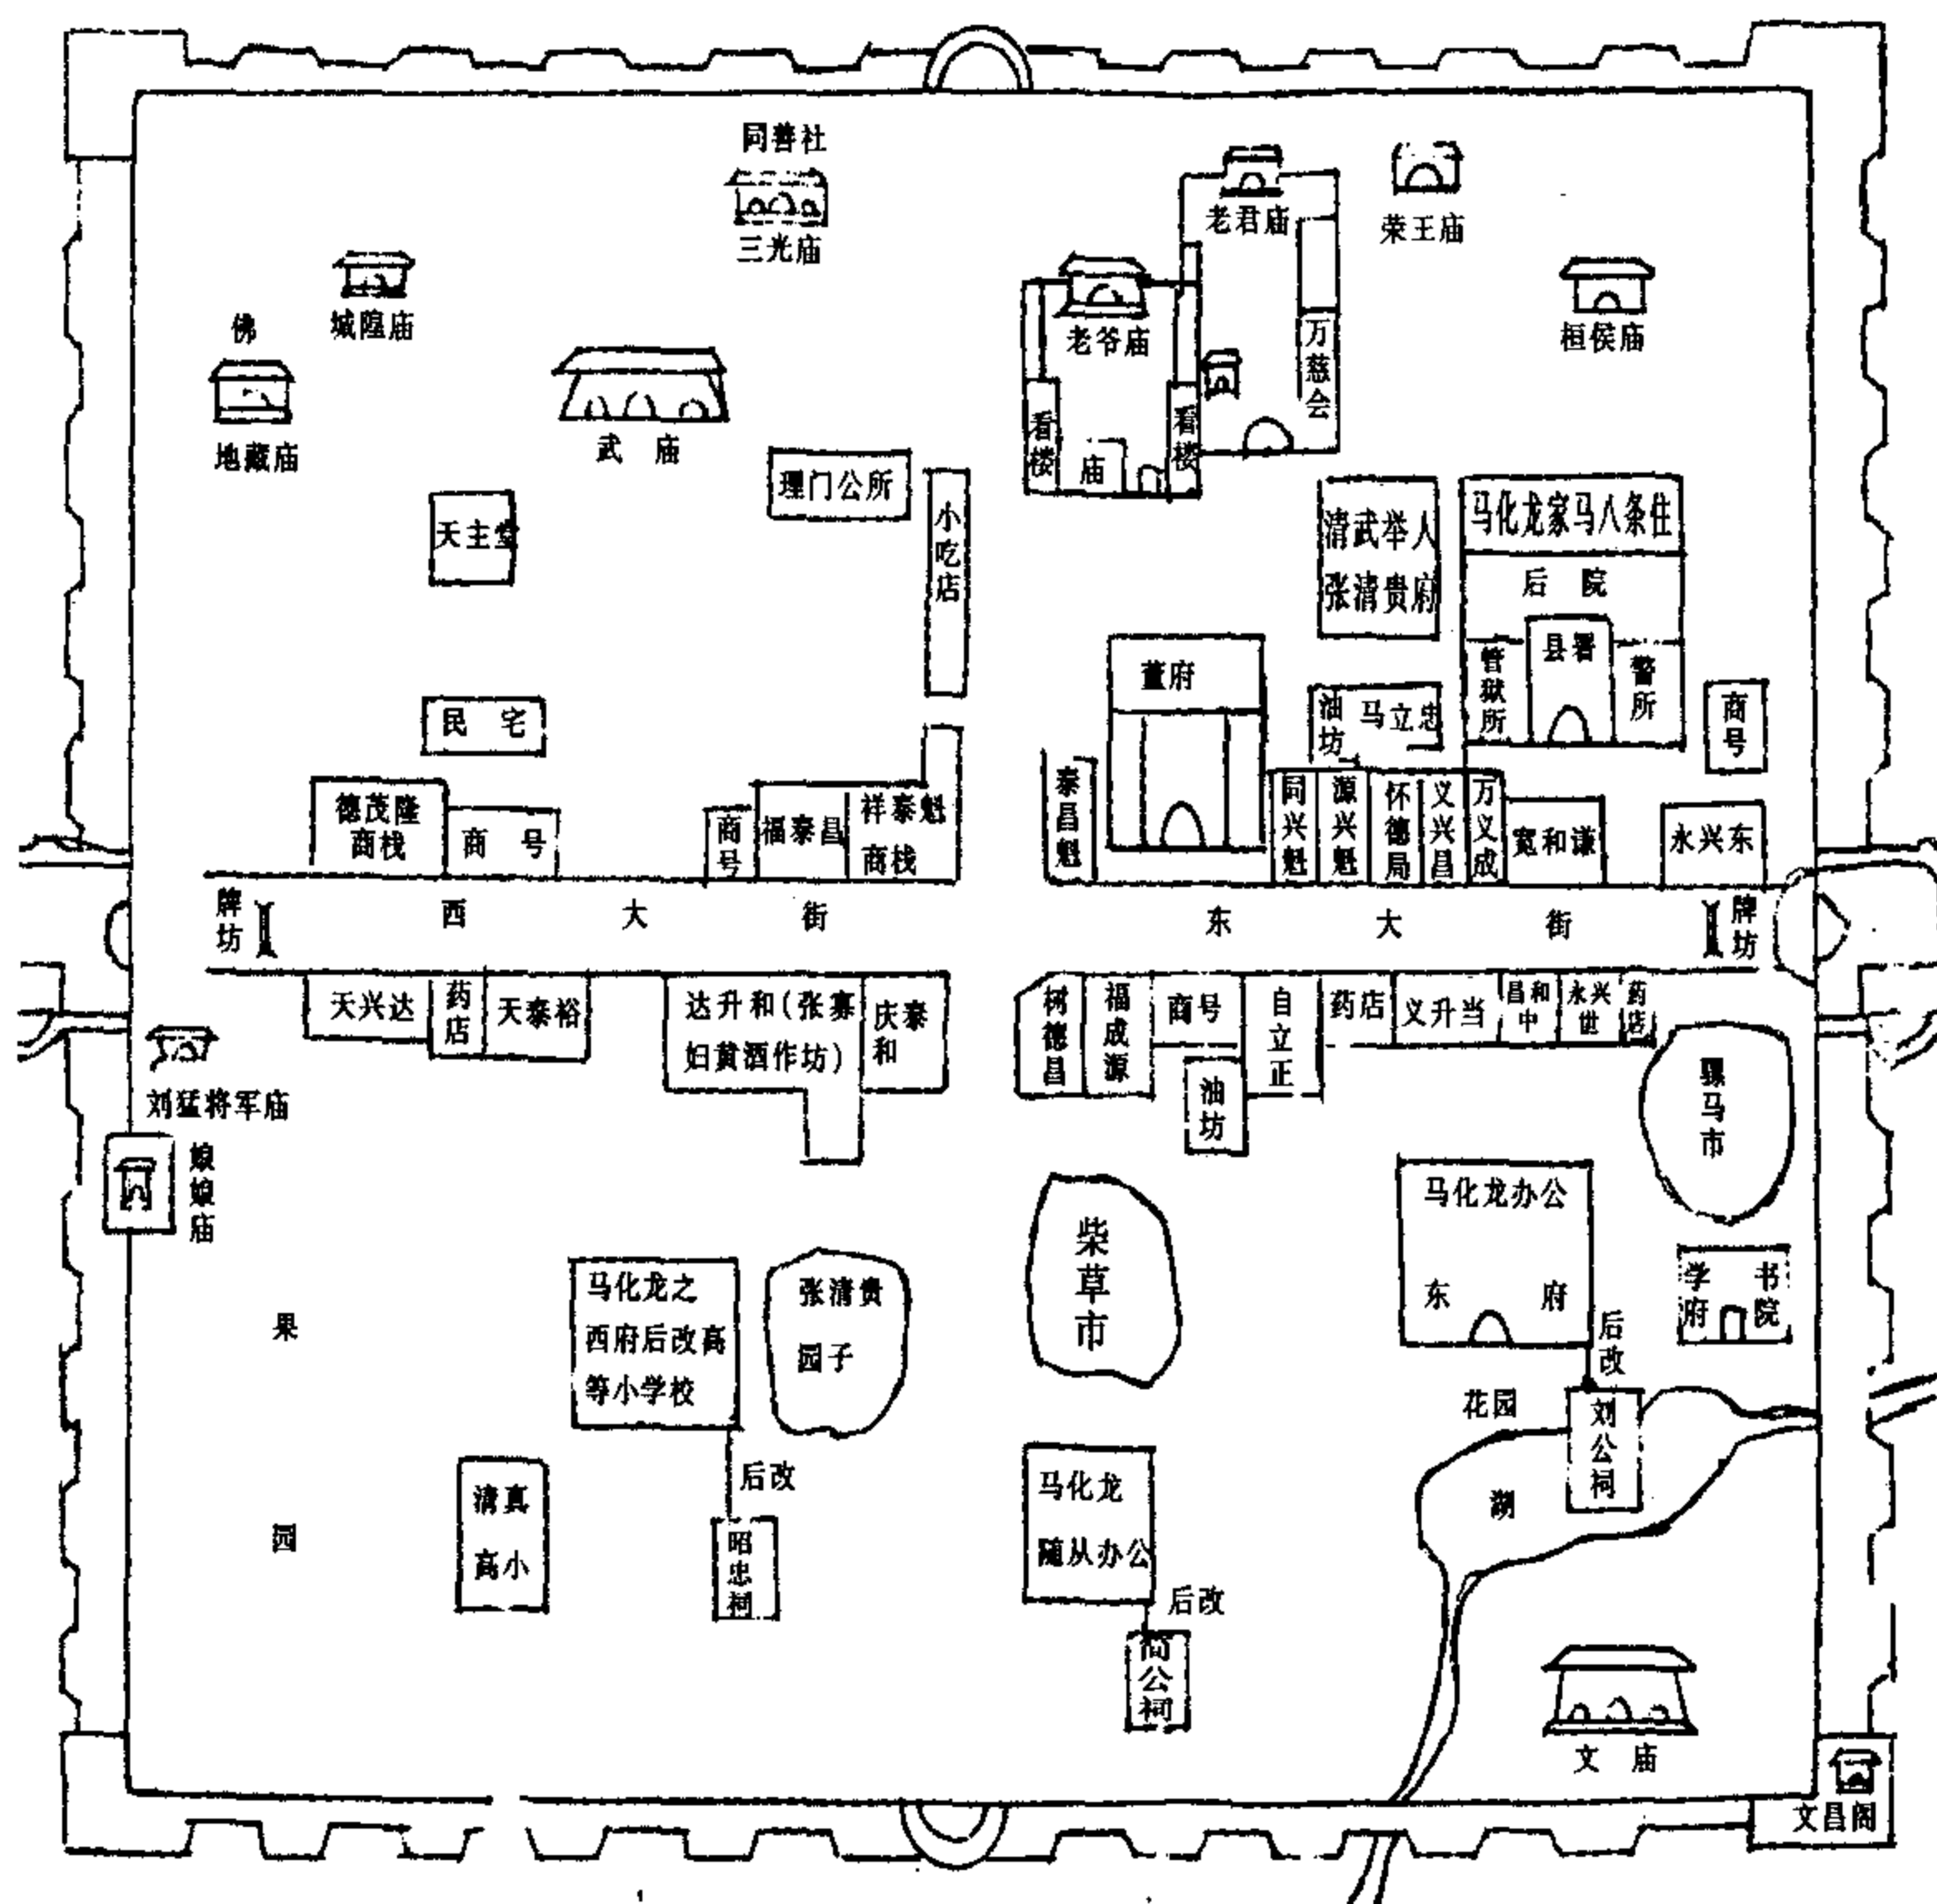 同善社
三光庙
老君庙
荣王庙
城隍庙
佛
地藏庙
武 庙
老爷庙
万慈会
桓侯庙
看楼
庙
看楼
理门公所
小吃店
天主堂
清武举人
张清贵府
马化龙家马八条住
后 院
管狱所
县署
警所
商号
民 宅
董府
油坊
马立忠
德茂隆
商栈
商 号
商号
福泰昌
祥泰魁
商栈
泰昌魁
同兴魁
源兴魁
怀德局
义兴昌
万义成
宽和谦
永兴东
牌坊
西 大 街
东 大 街
牌坊
天兴达
药店
天泰裕
达升和(张寡
妇黄酒作坊)
庆泰和
树德昌
福成源
商号
油坊
自立正
药店
义升当
昌和中
永兴世
药店
骡马市
刘猛将军庙
娘娘庙
果园
马化龙之
西府后改高
等小学校
张清贵
园子
柴草市
马化龙办公
东 府
学府
书院
后改
花园
刘公祠
湖
清真
高小
后改
昭忠祠
马化龙
随从办公
后改
简公祠
文 庙
文昌阁